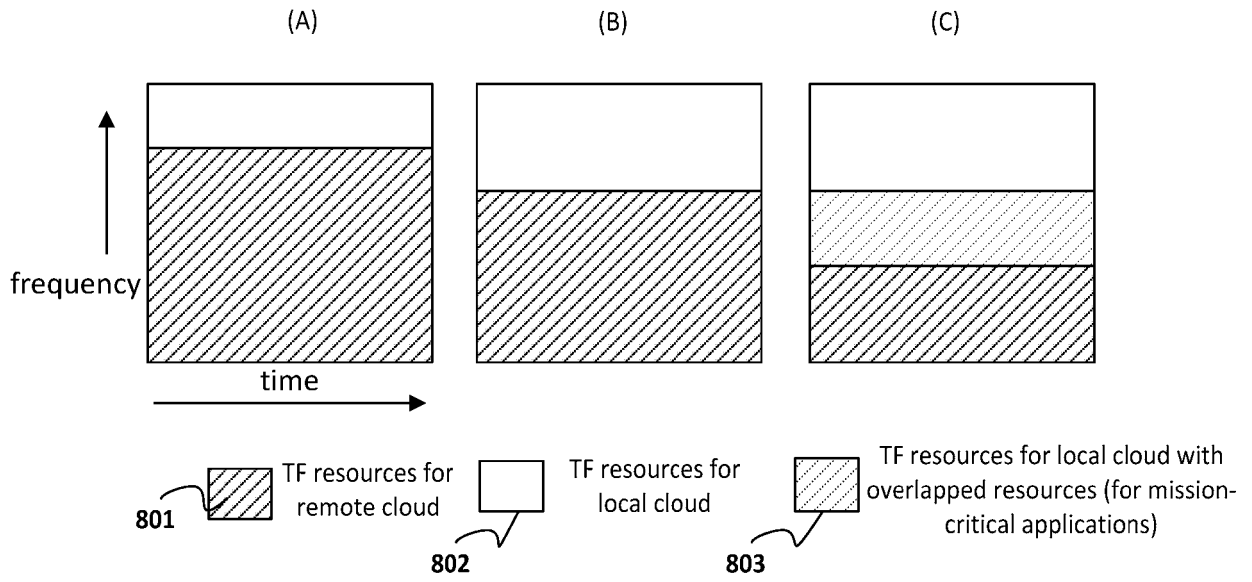 (A)
(B)
(C)
frequency
time
TF resources for
remote cloud
801
TF resources for
local cloud
802
TF resources for local cloud with
overlapped resources (for mission-
critical applications)
803